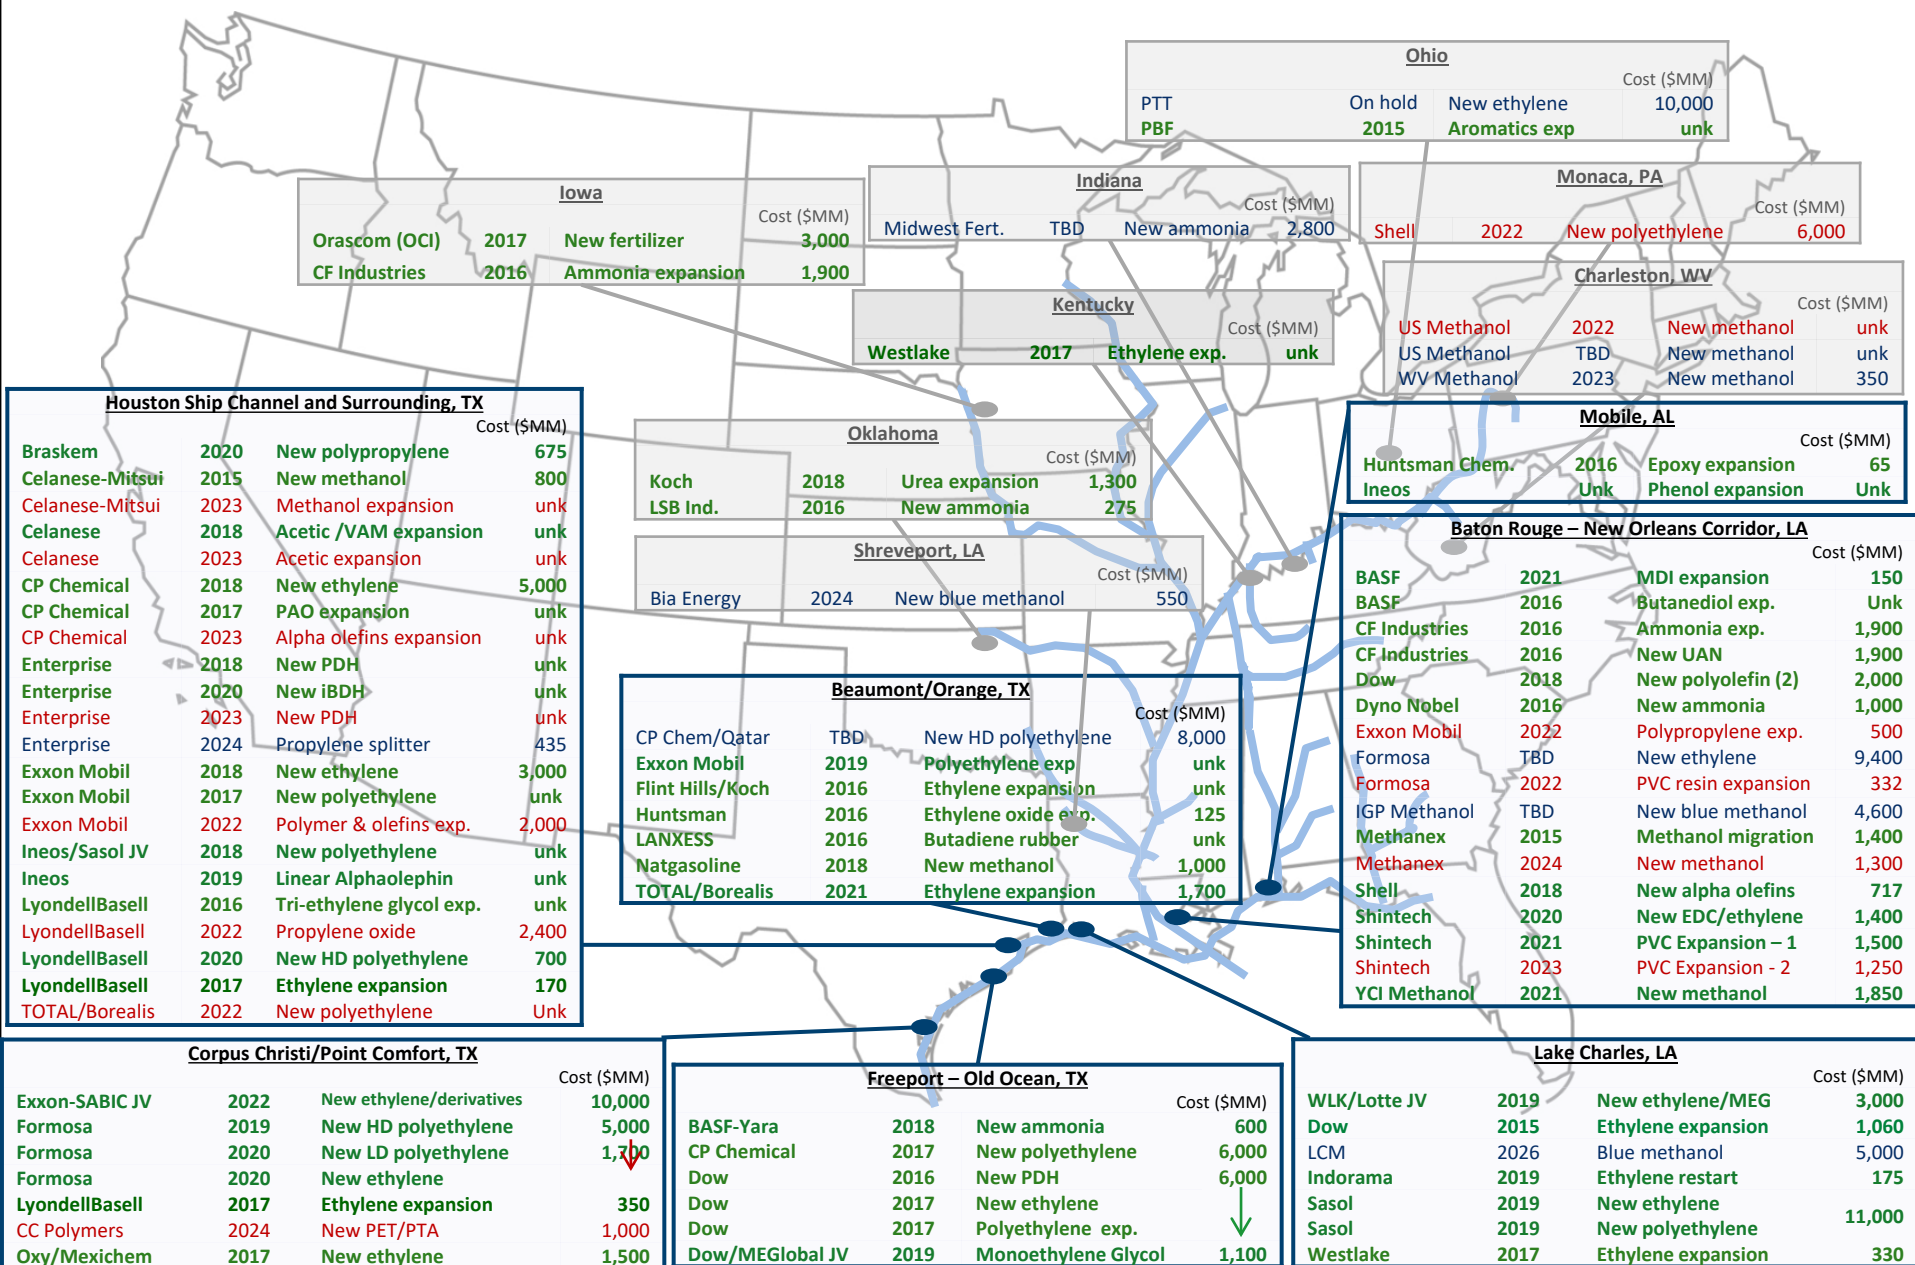 Ohio
Cost ($MM)
PTT On hold New ethylene 10,000
PBF 2015 Aromatics exp unk
Iowa
Cost ($MM)
Orascom (OCI) 2017 New fertilizer 3,000
CF Industries 2016 Ammonia expansion 1,900
Indiana
Cost ($MM)
Midwest Fert. TBD New ammonia 2,800
Monaca, PA
Cost ($MM)
Shell 2022 New polyethylene 6,000
Charleston, WV
Cost ($MM)
US Methanol 2022 New methanol unk
US Methanol TBD New methanol unk
WV Methanol 2023 New methanol 350
Kentucky
Cost ($MM)
Westlake 2017 Ethylene exp. unk
Houston Ship Channel and Surrounding, TX
Cost ($MM)
Braskem 2020 New polypropylene 675
Celanese-Mitsui 2015 New methanol 800
Celanese-Mitsui 2023 Methanol expansion unk
Celanese 2018 Acetic /VAM expansion unk
Celanese 2023 Acetic expansion unk
CP Chemical 2018 New ethylene 5,000
CP Chemical 2017 PAO expansion unk
CP Chemical 2023 Alpha olefins expansion unk
Enterprise 2018 New PDH unk
Enterprise 2020 New iBDH unk
Enterprise 2023 New PDH unk
Enterprise 2024 Propylene splitter 435
Exxon Mobil 2018 New ethylene 3,000
Exxon Mobil 2017 New polyethylene unk
Exxon Mobil 2022 Polymer & olefins exp. 2,000
Ineos/Sasol JV 2018 New polyethylene unk
Ineos 2019 Linear Alphaolephin unk
LyondellBasell 2016 Tri-ethylene glycol exp. unk
LyondellBasell 2022 Propylene oxide 2,400
LyondellBasell 2020 New HD polyethylene 700
LyondellBasell 2017 Ethylene expansion 170
TOTAL/Borealis 2022 New polyethylene Unk
Oklahoma
Cost ($MM)
Koch 2018 Urea expansion 1,300
LSB Ind. 2016 New ammonia 275
Shreveport, LA
Cost ($MM)
Bia Energy 2024 New blue methanol 550
Mobile, AL
Cost ($MM)
Huntsman Chem. 2016 Epoxy expansion 65
Ineos Unk Phenol expansion Unk
Beaumont/Orange, TX
Cost ($MM)
CP Chem/Qatar TBD New HD polyethylene 8,000
Exxon Mobil 2019 Polyethylene exp unk
Flint Hills/Koch 2016 Ethylene expansion unk
Huntsman 2016 Ethylene oxide exp. 125
LANXESS 2016 Butadiene rubber unk
Natgasoline 2018 New methanol 1,000
TOTAL/Borealis 2021 Ethylene expansion 1,700
Baton Rouge – New Orleans Corridor, LA
Cost ($MM)
BASF 2021 MDI expansion 150
BASF 2016 Butanediol exp. Unk
CF Industries 2016 Ammonia exp. 1,900
CF Industries 2016 New UAN 1,900
Dow 2018 New polyolefin (2) 2,000
Dyno Nobel 2016 New ammonia 1,000
Exxon Mobil 2022 Polypropylene exp. 500
Formosa TBD New ethylene 9,400
Formosa 2022 PVC resin expansion 332
IGP Methanol TBD New blue methanol 4,600
Methanex 2015 Methanol migration 1,400
Methanex 2024 New methanol 1,300
Shell 2018 New alpha olefins 717
Shintech 2020 New EDC/ethylene 1,400
Shintech 2021 PVC Expansion – 1 1,500
Shintech 2023 PVC Expansion - 2 1,250
YCI Methanol 2021 New methanol 1,850
Corpus Christi/Point Comfort, TX
Cost ($MM)
Exxon-SABIC JV 2022 New ethylene/derivatives 10,000
Formosa 2019 New HD polyethylene 5,000
Formosa 2020 New LD polyethylene 1,700
Formosa 2020 New ethylene
LyondellBasell 2017 Ethylene expansion 350
CC Polymers 2024 New PET/PTA 1,000
Oxy/Mexichem 2017 New ethylene 1,500
Freeport – Old Ocean, TX
Cost ($MM)
BASF-Yara 2018 New ammonia 600
CP Chemical 2017 New polyethylene 6,000
Dow 2016 New PDH 6,000
Dow 2017 New ethylene
Dow 2017 Polyethylene exp.
Dow/MEGlobal JV 2019 Monoethylene Glycol 1,100
Lake Charles, LA
Cost ($MM)
WLK/Lotte JV 2019 New ethylene/MEG 3,000
Dow 2015 Ethylene expansion 1,060
LCM 2026 Blue methanol 5,000
Indorama 2019 Ethylene restart 175
Sasol 2019 New ethylene
11,000
Sasol 2019 New polyethylene
Westlake 2017 Ethylene expansion 330